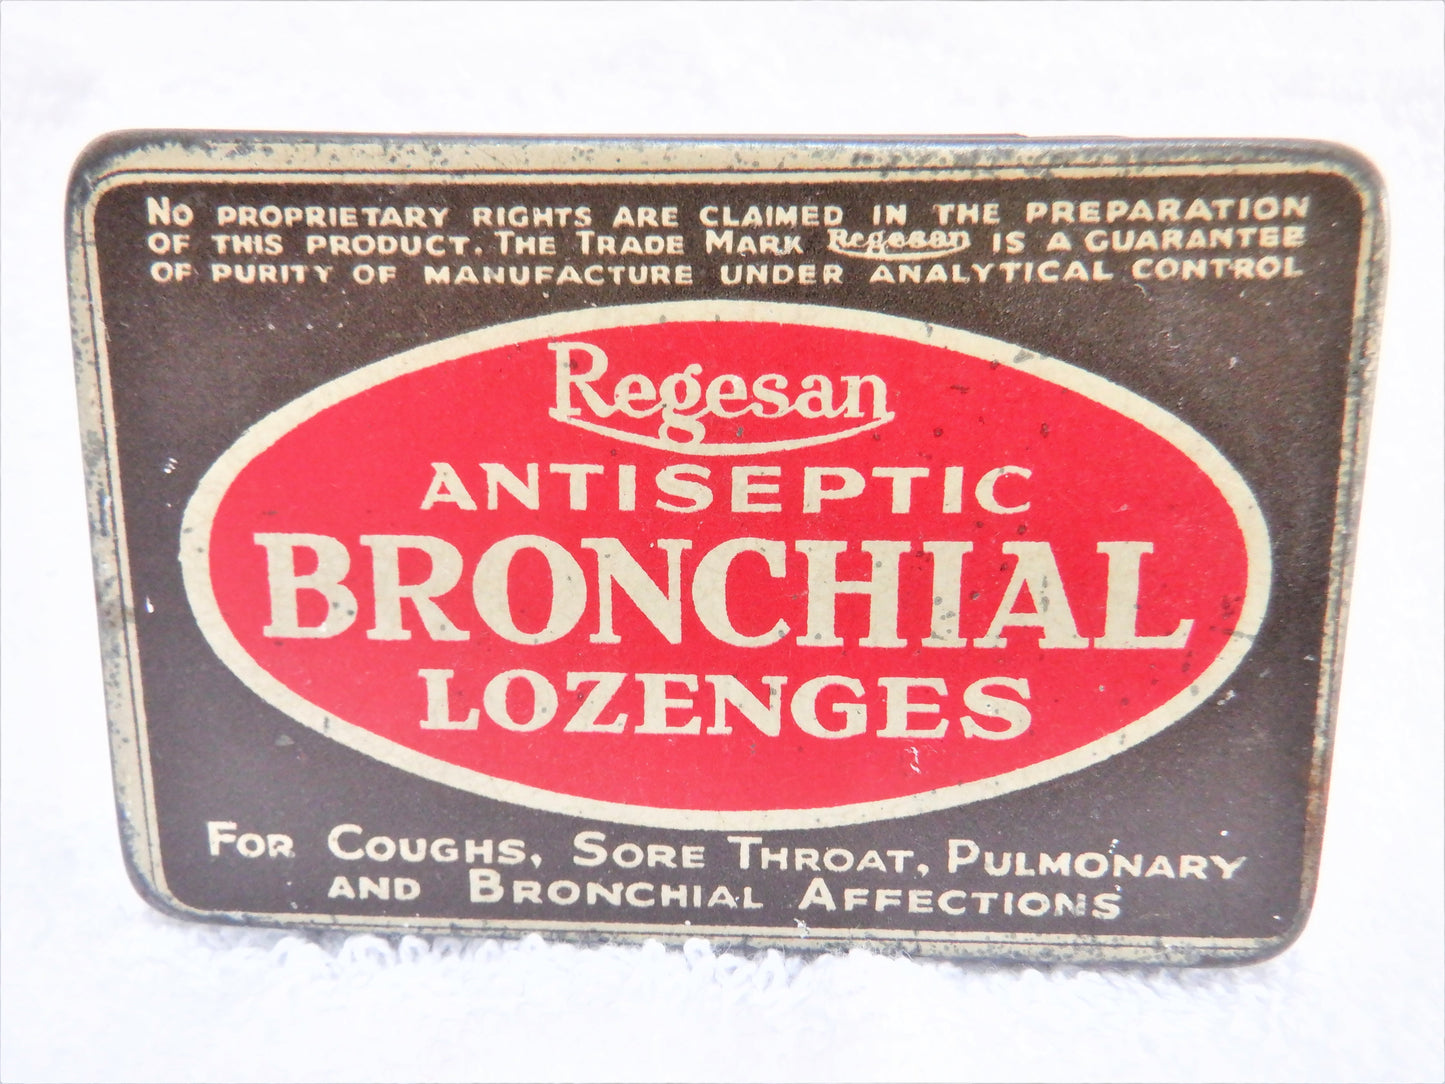 No proprietary rights are claimed in the preparation
of this product. The Trade Mark Regesan is a guarantee
of purity of manufacture under analytical control
Regesan
ANTISEPTIC
BRONCHIAL
LOZENGES
For Coughs, Sore Throat, Pulmonary
and Bronchial Affections